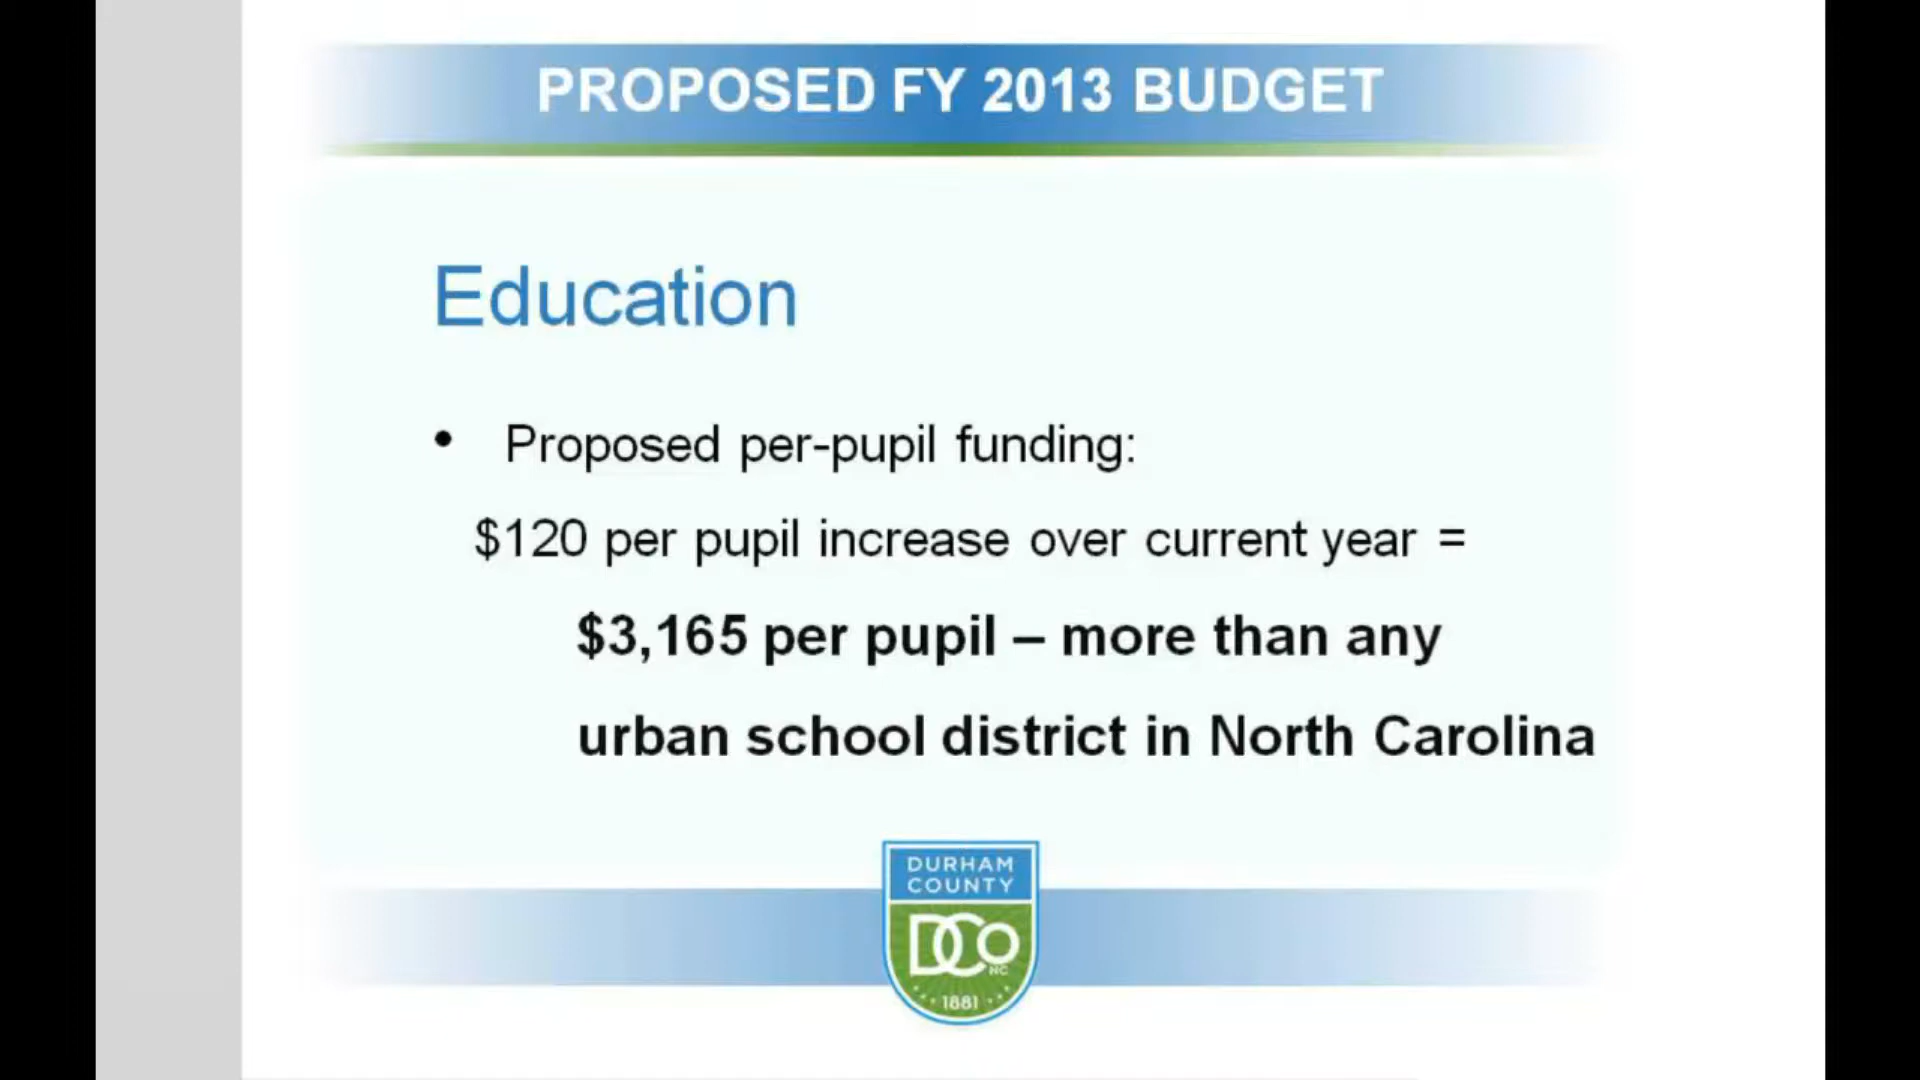 PROPOSED FY 2013 BUDGET
Education
• Proposed per-pupil funding:
$120 per pupil increase over current year =
$3,165 per pupil – more than any
urban school district in North Carolina
DURHAM
COUNTY
DCo
NC
1881